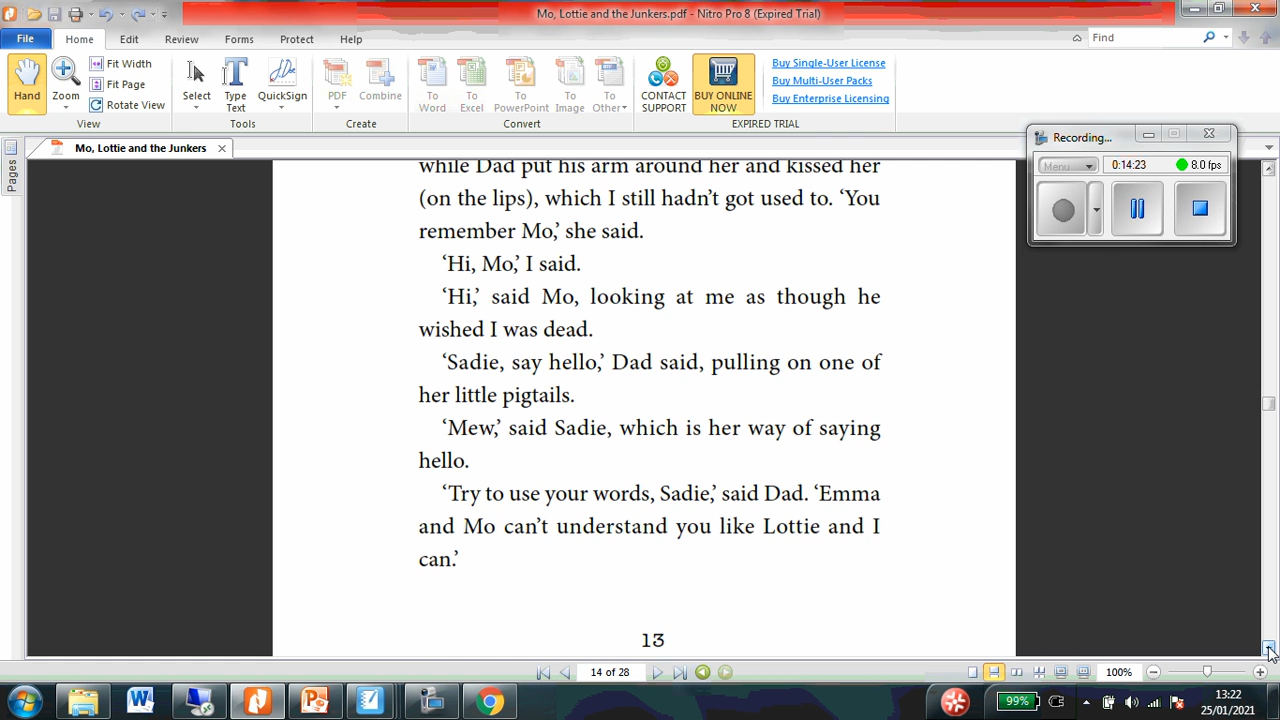 Mo, Lottie and the Junkers.pdf - Nitro Pro 8 (Expired Trial)
File Home Edit Review Forms Protect Help
Find
Hand
Zoom
Fit Width
Fit Page
Rotate View
View
Select
Type Text
QuickSign
Tools
PDF
Combine
Create
To Word
To Excel
To PowerPoint
To Image
To Other
Convert
CONTACT SUPPORT
BUY ONLINE NOW
Buy Single-User License
Buy Multi-User Packs
Buy Enterprise Licensing
EXPIRED TRIAL
Pages
Mo, Lottie and the Junkers
Recording...
Menu
0:14:23
8.0 fps
while Dad put his arm around her and kissed her
(on the lips), which I still hadn’t got used to. ‘You
remember Mo,’ she said.
‘Hi, Mo,’ I said.
‘Hi,’ said Mo, looking at me as though he
wished I was dead.
‘Sadie, say hello,’ Dad said, pulling on one of
her little pigtails.
‘Mew,’ said Sadie, which is her way of saying
hello.
‘Try to use your words, Sadie,’ said Dad. ‘Emma
and Mo can’t understand you like Lottie and I
can.’
13
14 of 28
100%
99%
13:22
25/01/2021